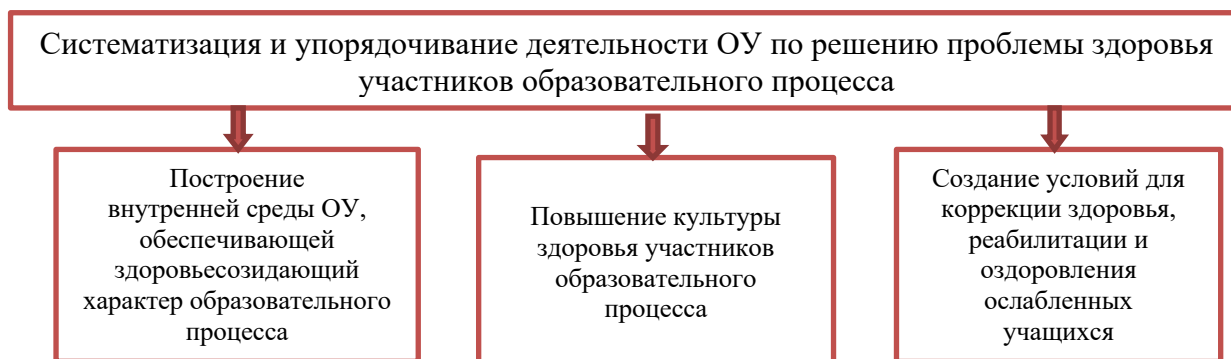 Систематизация и упорядочивание деятельности ОУ по решению проблемы здоровья
участников образовательного процесса
Построение
внутренней среды ОУ,
обеспечивающей
здоровьесозидающий
характер образовательного
процесса
Повышение культуры
здоровья участников
образовательного
процесса
Создание условий для
коррекции здоровья,
реабилитации и
оздоровления
ослабленных
учащихся